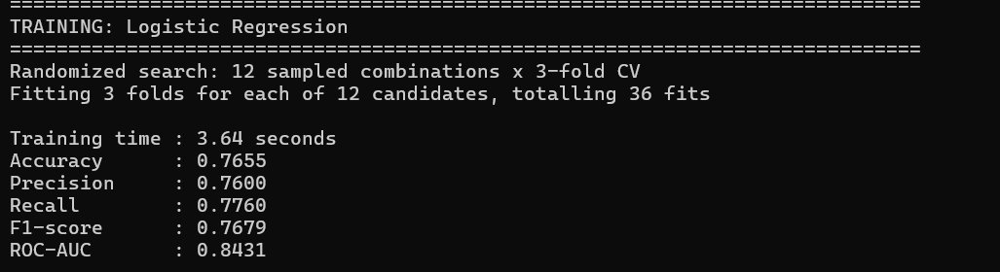 ==============================================================================
TRAINING: Logistic Regression
==============================================================================
Randomized search: 12 sampled combinations x 3-fold CV
Fitting 3 folds for each of 12 candidates, totalling 36 fits
Training time : 3.64 seconds
Accuracy      : 0.7655
Precision     : 0.7600
Recall        : 0.7760
F1-score      : 0.7679
ROC-AUC       : 0.8431